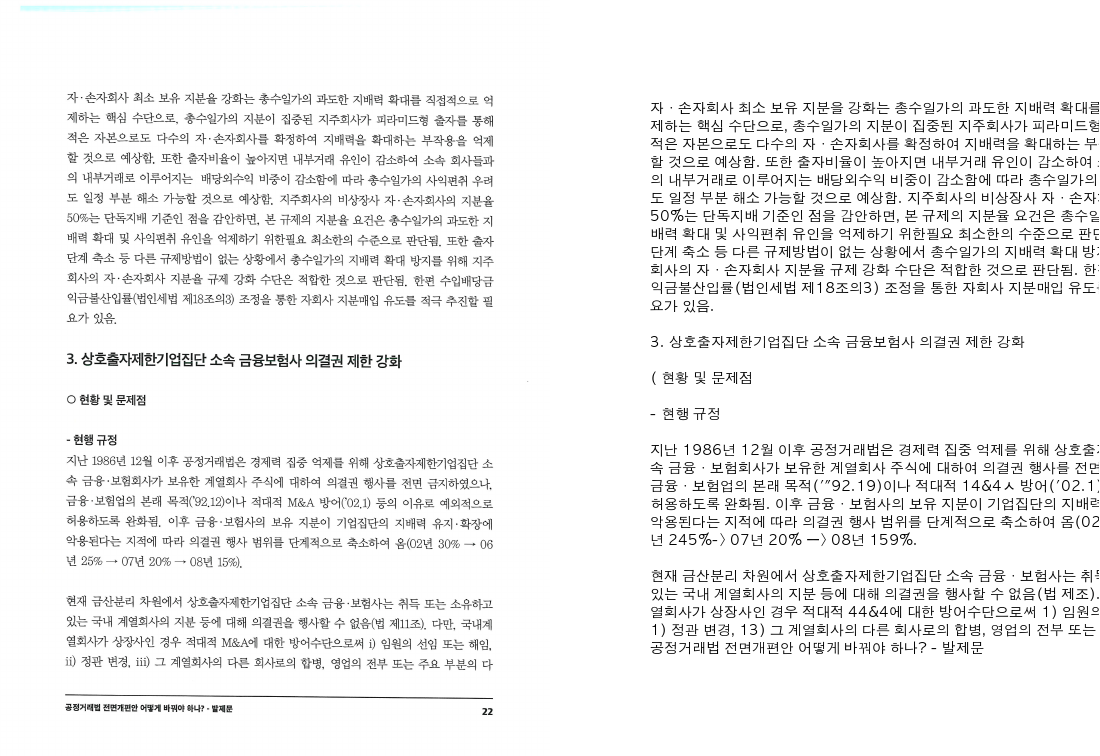 자·손자회사 최소 보유 지분율 강화는 총수일가의 과도한 지배력 확대를 직접적으로 억
제하는 핵심 수단으로, 총수일가의 지분이 집중된 지주회사가 피라미드형 출자를 통해
적은 자본으로도 다수의 자·손자회사를 확정하여 지배력을 확대하는 부작용을 억제
할 것으로 예상함. 또한 출자비율이 높아지면 내부거래 유인이 감소하여 소속 회사들과
의 내부거래로 이루어지는 배당외수익 비중이 감소함에 따라 총수일가의 사익편취 우려
도 일정 부분 해소 가능할 것으로 예상함. 지주회사의 비상장사 자·손자회사의 지분율
50%는 단독지배 기준인 점을 감안하면, 본 규제의 지분율 요건은 총수일가의 과도한 지
배력 확대 및 사익편취 유인을 억제하기 위한필요 최소한의 수준으로 판단됨. 또한 출자
단계 축소 등 다른 규제방법이 없는 상황에서 총수일가의 지배력 확대 방지를 위해 지주
회사의 자·손자회사 지분율 규제 강화 수단은 적합한 것으로 판단됨. 한편 수입배당금
익금불산입률(법인세법 제18조의3) 조정을 통한 자회사 지분매입 유도를 적극 추진할 필
요가 있음.
3. 상호출자제한기업집단 소속 금융보험사 의결권 제한 강화
○ 현황 및 문제점
- 현행 규정
지난 1986년 12월 이후 공정거래법은 경제력 집중 억제를 위해 상호출자제한기업집단 소
속 금융·보험회사가 보유한 계열회사 주식에 대하여 의결권 행사를 전면 금지하였으나,
금융·보험업의 본래 목적('92.12)이나 적대적 M&A 방어('02.1) 등의 이유로 예외적으로
허용하도록 완화됨. 이후 금융·보험사의 보유 지분이 기업집단의 지배력 유지·확장에
악용된다는 지적에 따라 의결권 행사 범위를 단계적으로 축소하여 옴(02년 30% → 06
년 25% → 07년 20% → 08년 15%).
현재 금산분리 차원에서 상호출자제한기업집단 소속 금융·보험사는 취득 또는 소유하고
있는 국내 계열회사의 지분 등에 대해 의결권을 행사할 수 없음(법 제11조). 다만, 국내계
열회사가 상장사인 경우 적대적 M&A에 대한 방어수단으로써 i) 임원의 선임 또는 해임,
ii) 정관 변경, iii) 그 계열회사의 다른 회사로의 합병, 영업의 전부 또는 주요 부분의 다
공정거래법 전면개편안 어떻게 바꿔야 하나? - 발제문
22
자 · 손자회사 최소 보유 지분을 강화는 총수일가의 과도한 지배력 확대를
제하는 핵심 수단으로, 총수일가의 지분이 집중된 지주회사가 피라미드형
적은 자본으로도 다수의 자 · 손자회사를 확정하여 지배력을 확대하는 부
할 것으로 예상함. 또한 출자비율이 높아지면 내부거래 유인이 감소하여
의 내부거래로 이루어지는 배당외수익 비중이 감소함에 따라 총수일가의
도 일정 부분 해소 가능할 것으로 예상함. 지주회사의 비상장사 자 · 손자
50%는 단독지배 기준인 점을 감안하면, 본 규제의 지분율 요건은 총수일
배력 확대 및 사익편취 유인을 억제하기 위한필요 최소한의 수준으로 판단
단계 축소 등 다른 규제방법이 없는 상황에서 총수일가의 지배력 확대 방지
회사의 자 · 손자회사 지분율 규제 강화 수단은 적합한 것으로 판단됨. 한
익금불산입률(법인세법 제18조의3) 조정을 통한 자회사 지분매입 유도
요가 있음.
3. 상호출자제한기업집단 소속 금융보험사 의결권 제한 강화
( 현황 및 문제점
- 현행 규정
지난 1986년 12월 이후 공정거래법은 경제력 집중 억제를 위해 상호출
속 금융 · 보험회사가 보유한 계열회사 주식에 대하여 의결권 행사를 전면
금융 · 보험업의 본래 목적(′″92.19)이나 적대적 14&4ㅅ 방어(′02.1)
허용하도록 완화됨. 이후 금융 · 보험사의 보유 지분이 기업집단의 지배력
악용된다는 지적에 따라 의결권 행사 범위를 단계적으로 축소하여 옴(02
년 245%-〉07년 20% ㅡ〉08년 159%.
현재 금산분리 차원에서 상호출자제한기업집단 소속 금융 · 보험사는 취득
있는 국내 계열회사의 지분 등에 대해 의결권을 행사할 수 없음(법 제조).
열회사가 상장사인 경우 적대적 44&4에 대한 방어수단으로써 1) 임원의
1) 정관 변경, 13) 그 계열회사의 다른 회사로의 합병, 영업의 전부 또는
공정거래법 전면개편안 어떻게 바꿔야 하나? - 발제문